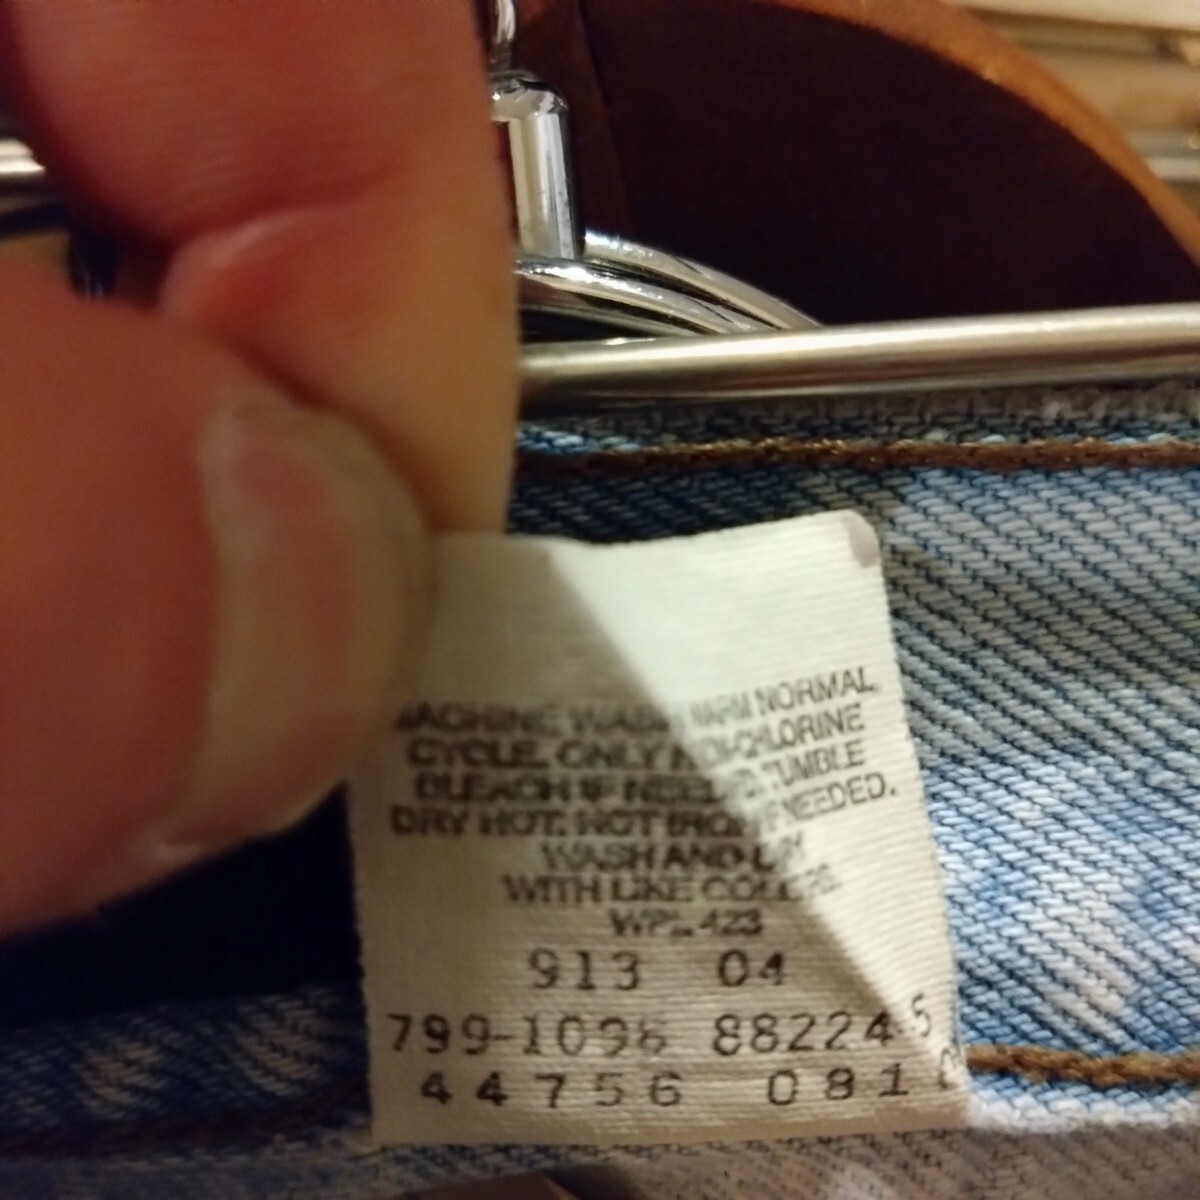 MACHINE WASH WARM NORMAL
CYCLE. ONLY NON-CHLORINE
BLEACH IF NEEDED. TUMBLE
DRY HOT. HOT IRON IF NEEDED.
WASH AND DRY
WITH LIKE COLORS.
WPL 423
913 04
799-1098 88224-5
44756 081